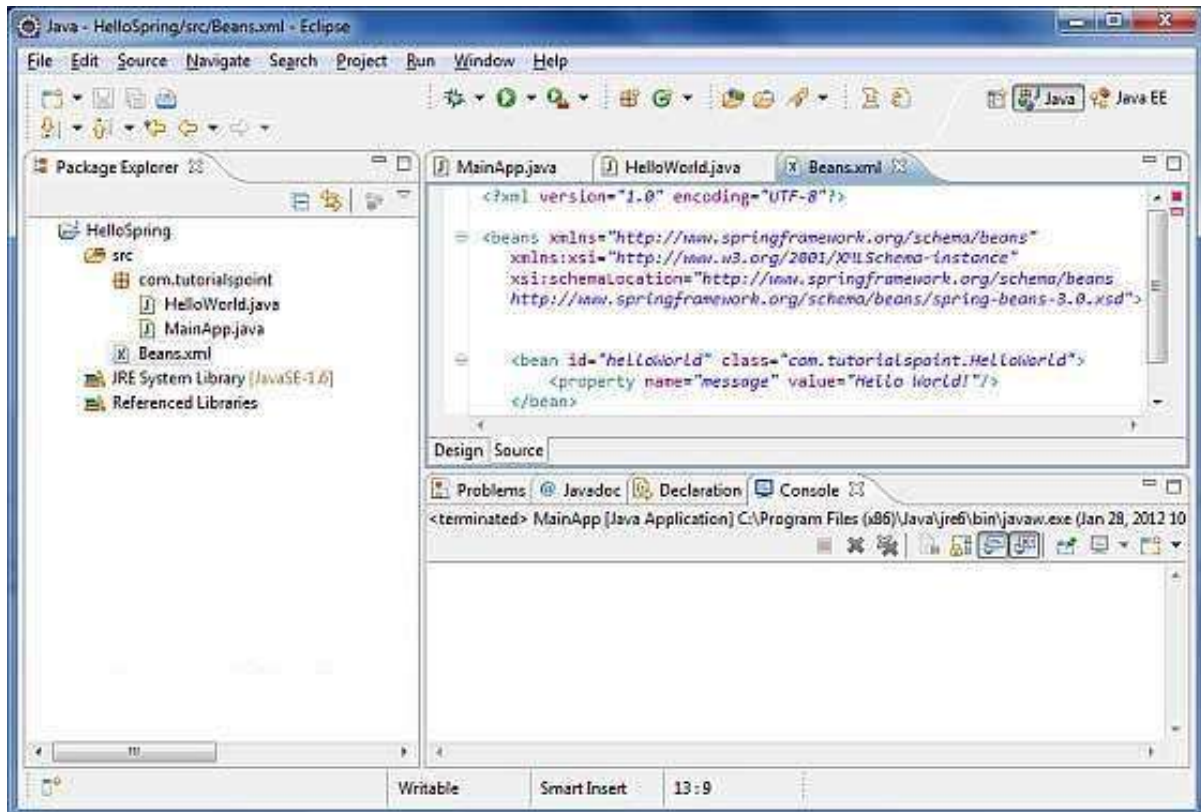 Java - HelloSpring/src/Beans.xml - Eclipse
File Edit Source Navigate Search Project Run Window Help
Java Java EE
Package Explorer
HelloSpring
src
com.tutorialspoint
HelloWorld.java
MainApp.java
Beans.xml
JRE System Library [JavaSE-1.6]
Referenced Libraries
MainApp.java HelloWorld.java Beans.xml
<?xml version="1.0" encoding="UTF-8"?>
<beans xmlns="http://www.springframework.org/schema/beans"
xmlns:xsi="http://www.w3.org/2001/XMLSchema-instance"
xsi:schemaLocation="http://www.springframework.org/schema/beans
http://www.springframework.org/schema/beans/spring-beans-3.0.xsd">
<bean id="helloWorld" class="com.tutorialspoint.HelloWorld">
<property name="message" value="Hello World!"/>
</bean>
Design Source
Problems @ Javadoc Declaration Console
<terminated> MainApp [Java Application] C:\Program Files (x86)\Java\jre6\bin\javaw.exe (Jan 28, 2012 10
Writable Smart Insert 13 : 9